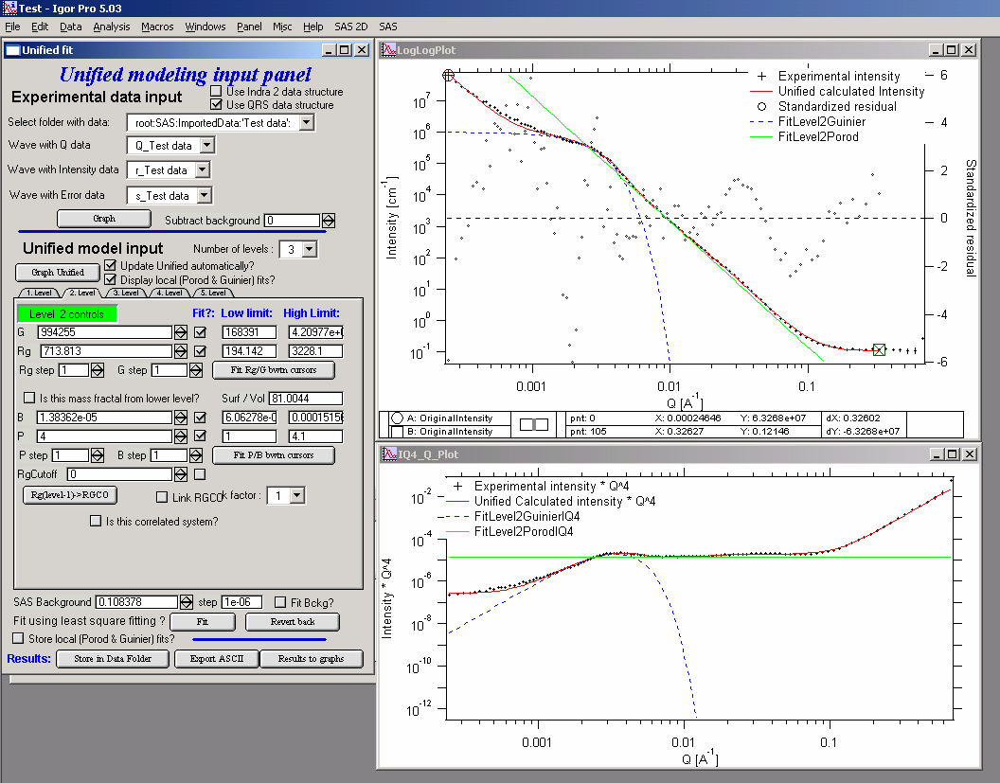 Test - Igor Pro 5.03
File Edit Data Analysis Macros Windows Panel Misc Help SAS 2D SAS
Unified fit
Unified modeling input panel
Experimental data input
Use Indra 2 data structure
Use QRS data structure
Select folder with data: root:SAS:ImportedData:'Test data':
Wave with Q data Q_Test data
Wave with Intensity data r_Test data
Wave with Error data s_Test data
Graph Subtract background 0
Unified model input Number of levels : 3
Graph Unified Update Unified automatically?
Display local (Porod & Guinier) fits?
1. Level 2. Level 3. Level 4. Level 5. Level
Level 2 controls Fit?: Low limit: High Limit:
G 994255 168391 4.20977e+
Rg 713.813 194.142 3228.1
Rg step 1 G step 1 Fit Rg/G bwtn cursors
Is this mass fractal from lower level? Surf / Vol 81.0044
B 1.38362e-05 6.06278e- 0.0001515
P 4 1 4.1
P step 1 B step 1 Fit P/B bwtn cursors
RgCutoff 0
Rg(level-1)->RGCO Link RGCO k factor : 1
Is this correlated system?
SAS Background 0.108378 step 1e-06 Fit Bckg?
Fit using least square fitting ? Fit Revert back
Store local (Porod & Guinier) fits?
Results: Store in Data Folder Export ASCII Results to graphs
LogLogPlot
Experimental intensity
Unified calculated Intensity
Standardized residual
FitLevel2Guinier
FitLevel2Porod
Intensity [cm-1]
10^7
10^6
10^5
10^4
10^3
10^2
10^1
10^0
10^-1
6
4
2
0
-2
-4
-6
Standardized residual
0.001 0.01 0.1
Q [A-1]
A: OriginalIntensity pnt: 0 X: 0.00024646 Y: 6.3268e+07 dX: 0.32602
B: OriginalIntensity pnt: 105 X: 0.32627 Y: 0.12146 dY: -6.3268e+07
IQ4_Q_Plot
Experimental intensity * Q^4
Unified Calculated intensity * Q^4
FitLevel2GuinierIQ4
FitLevel2PorodIQ4
Intensity * Q^4
10^-2
10^-4
10^-6
10^-8
10^-10
10^-12
0.001 0.01 0.1
Q [A-1]